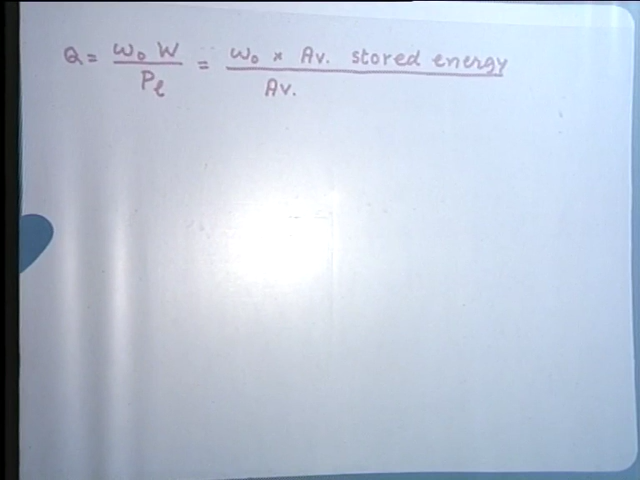 Q = ω₀ W / Pℓ = ω₀ × Av. stored energy / Av.